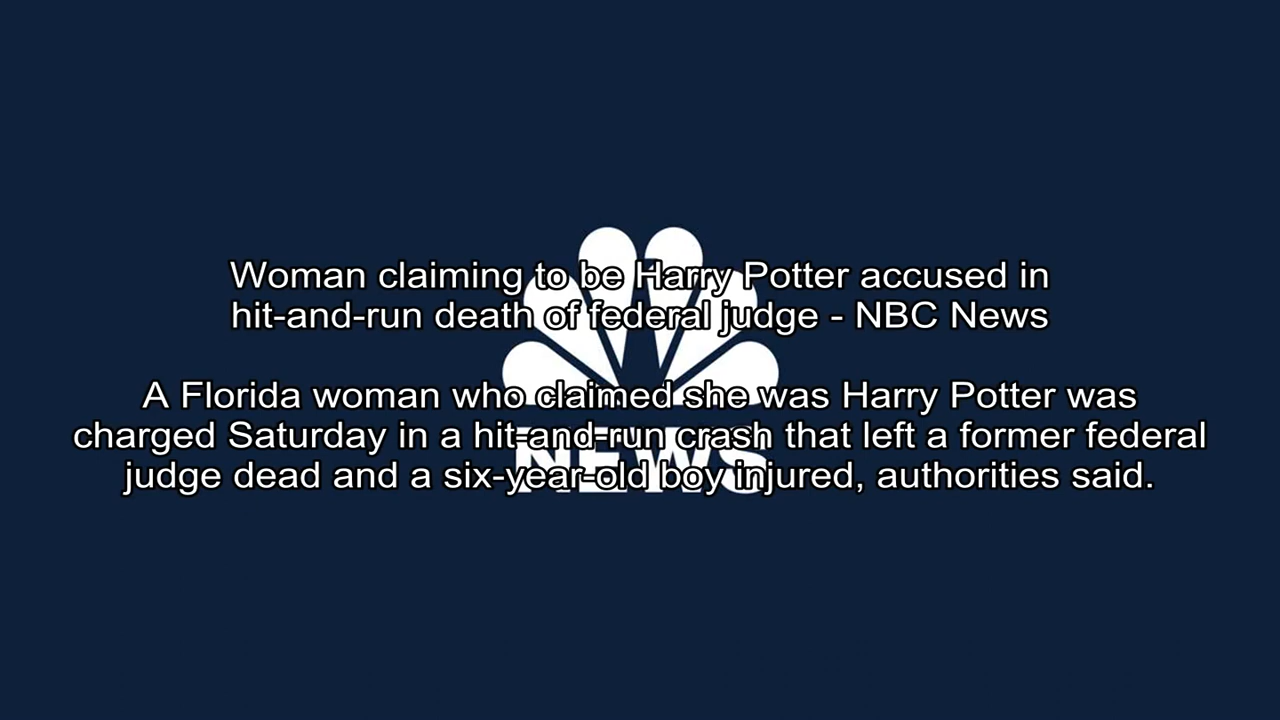 Woman claiming to be Harry Potter accused in
hit-and-run death of federal judge - NBC News
A Florida woman who claimed she was Harry Potter was
charged Saturday in a hit-and-run crash that left a former federal
judge dead and a six-year-old boy injured, authorities said.
NEWS